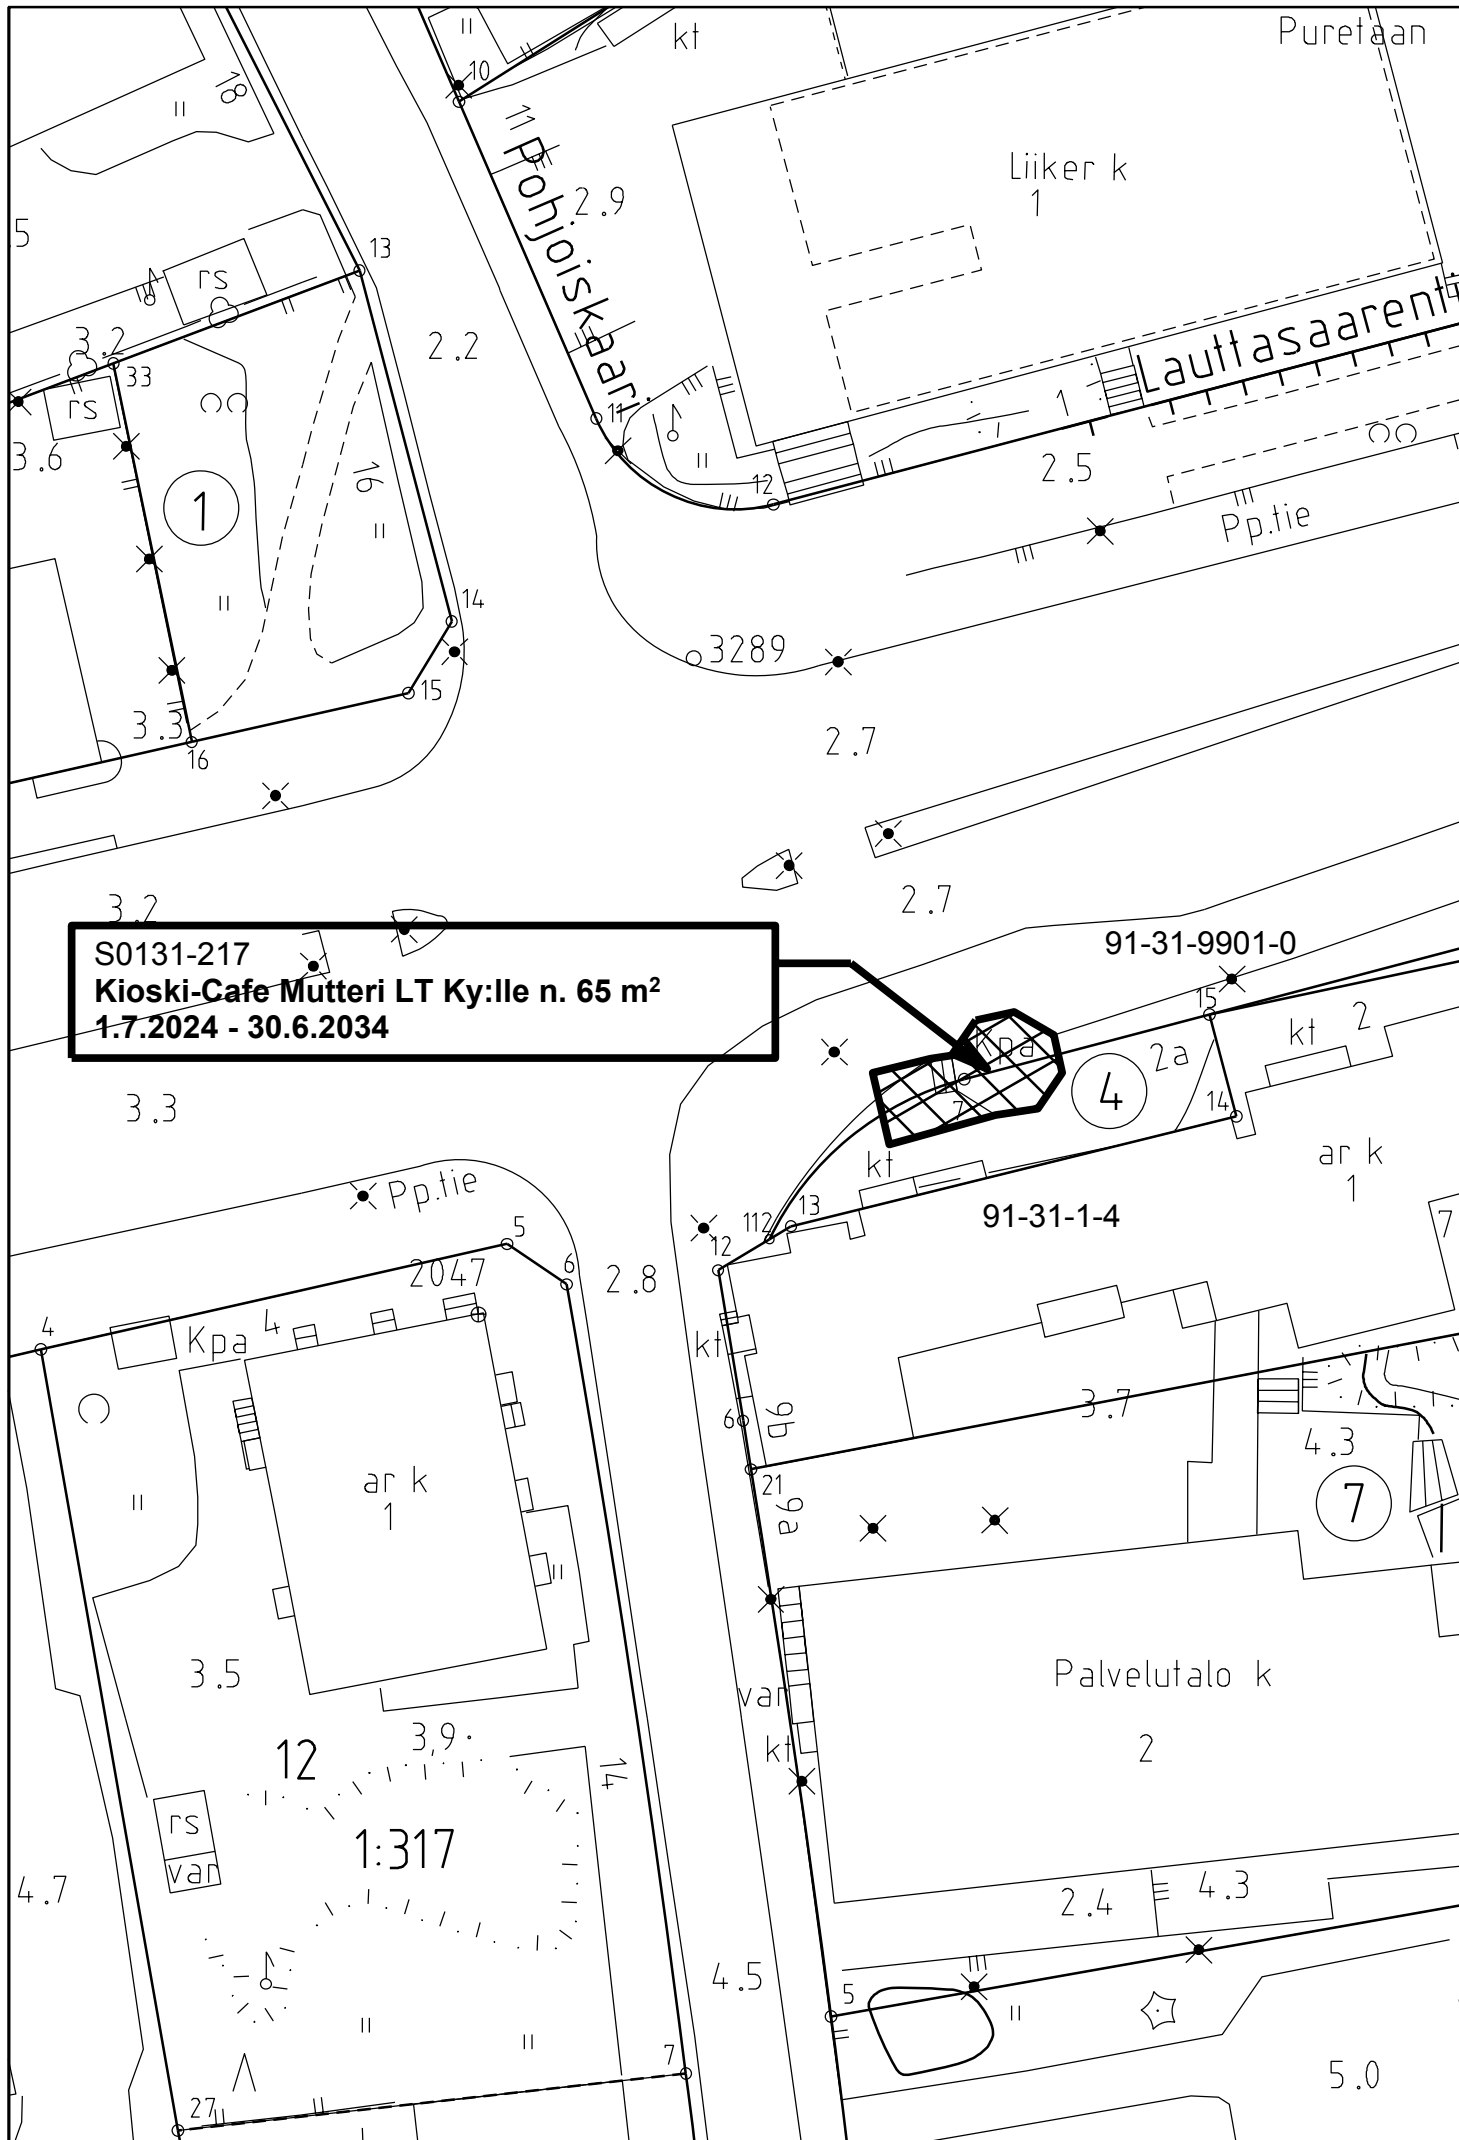 kt
Puretaan
10
18
11
Pohjoiskaari
Liiker k
1
2.9
.5
13
rs
3.2
2.2
33
Lauttasaarenti
rs
11
1
3.6
16
12
2.5
1
Pp.tie
14
3289
15
3.3
16
2.7
3.2
2.7
S0131-217
Kioski-Cafe Mutteri LT Ky:lle n. 65 m²
1.7.2024 - 30.6.2034
91-31-9901-0
15
Kpa
2a
kt
2
3.3
7
4
14
kt
ar k
1
Pp.tie
112
13
91-31-1-4
7
5
12
2047
6
2.8
4
Kpa
4
kt
3.7
6
9b
4.3
ar k
1
21
9a
7
3.5
Palvelutalo k
2
var
3,9
kt
12
14
rs
1:317
var
4.7
2.4
4.3
4.5
5
7
5.0
27